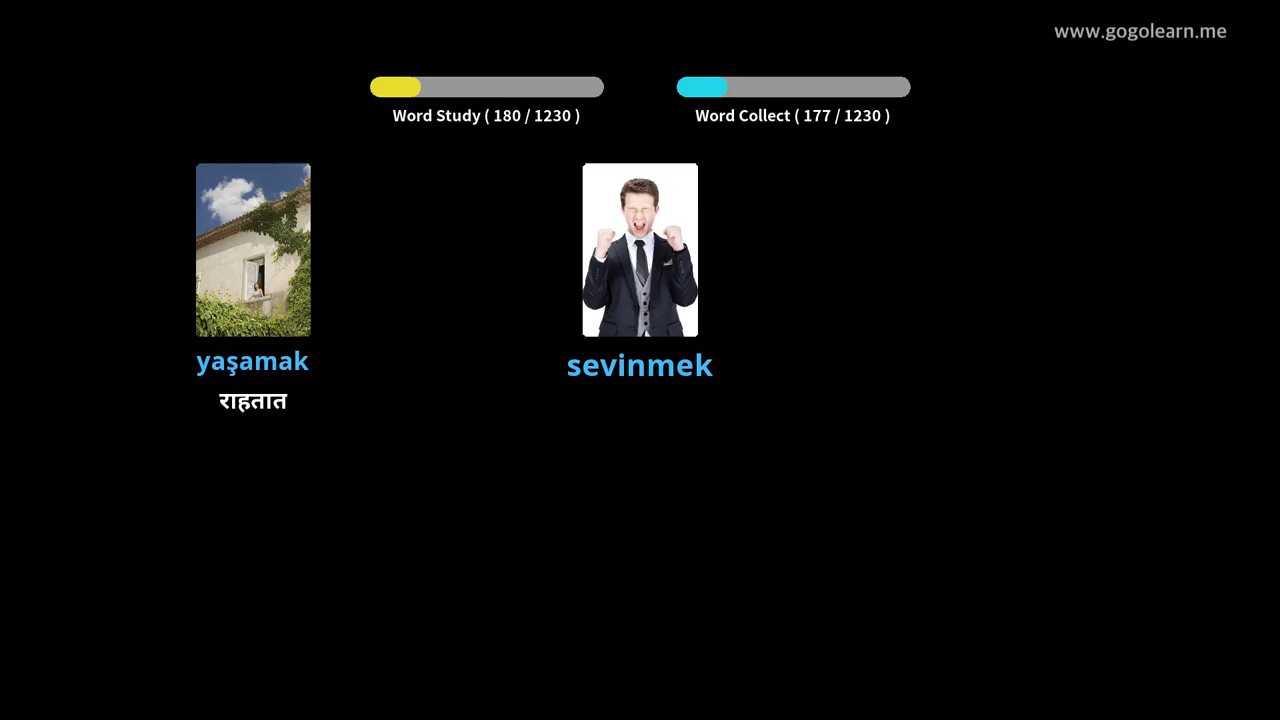 www.gogolearn.me
Word Study ( 180 / 1230 )
Word Collect ( 177 / 1230 )
yaşamak
राहतात
sevinmek